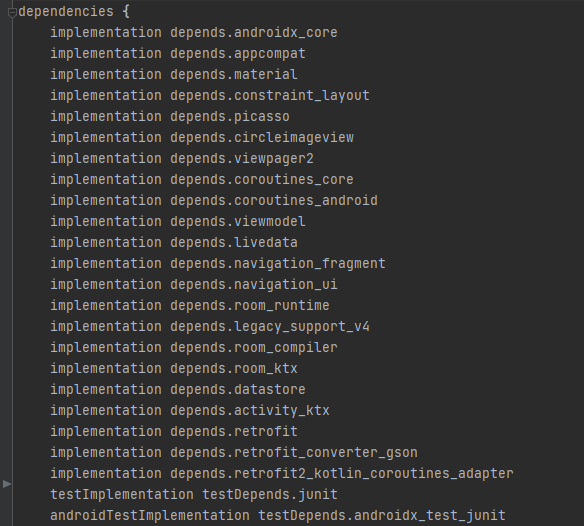 dependencies {
implementation depends.androidx_core
implementation depends.appcompat
implementation depends.material
implementation depends.constraint_layout
implementation depends.picasso
implementation depends.circleimageview
implementation depends.viewpager2
implementation depends.coroutines_core
implementation depends.coroutines_android
implementation depends.viewmodel
implementation depends.livedata
implementation depends.navigation_fragment
implementation depends.navigation_ui
implementation depends.room_runtime
implementation depends.legacy_support_v4
implementation depends.room_compiler
implementation depends.room_ktx
implementation depends.datastore
implementation depends.activity_ktx
implementation depends.retrofit
implementation depends.retrofit_converter_gson
implementation depends.retrofit2_kotlin_coroutines_adapter
testImplementation testDepends.junit
androidTestImplementation testDepends.androidx_test_junit